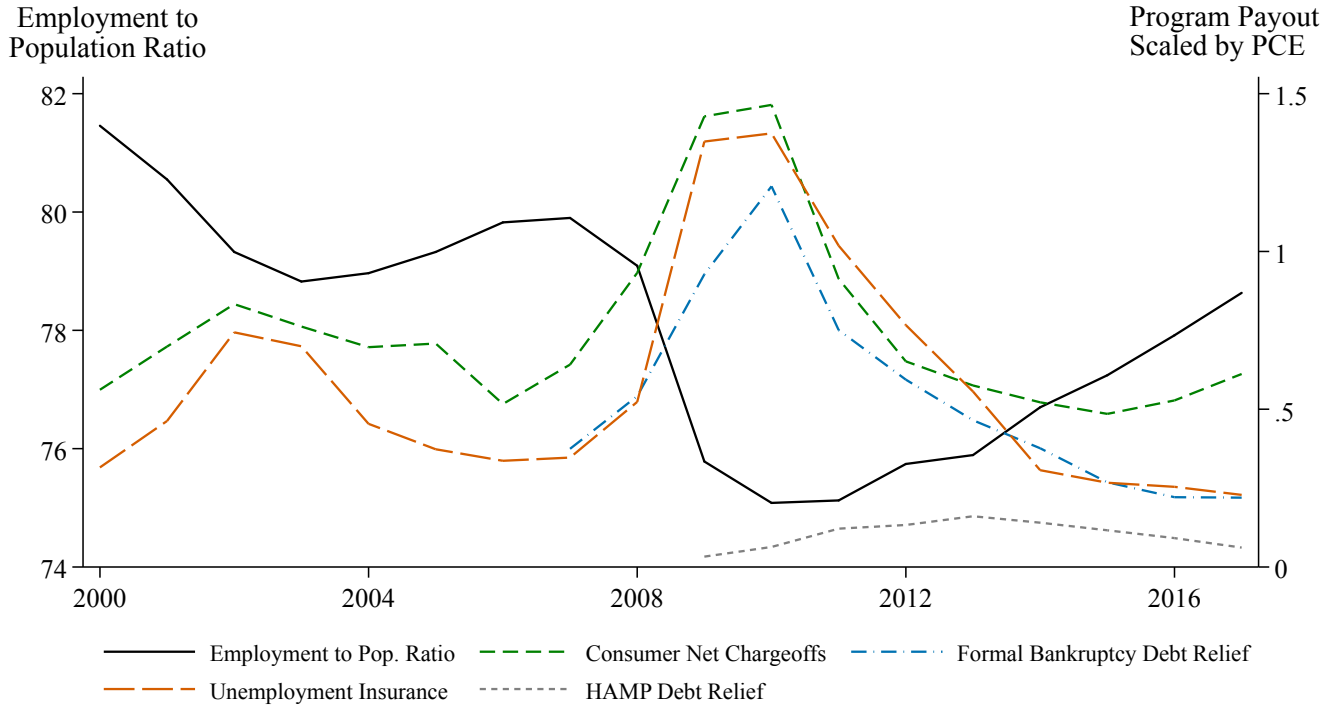 Employment to
Population Ratio
Program Payout
Scaled by PCE
82
80
78
76
74
1.5
1
.5
0
2000
2004
2008
2012
2016
Employment to Pop. Ratio
Consumer Net Chargeoffs
Formal Bankruptcy Debt Relief
Unemployment Insurance
HAMP Debt Relief